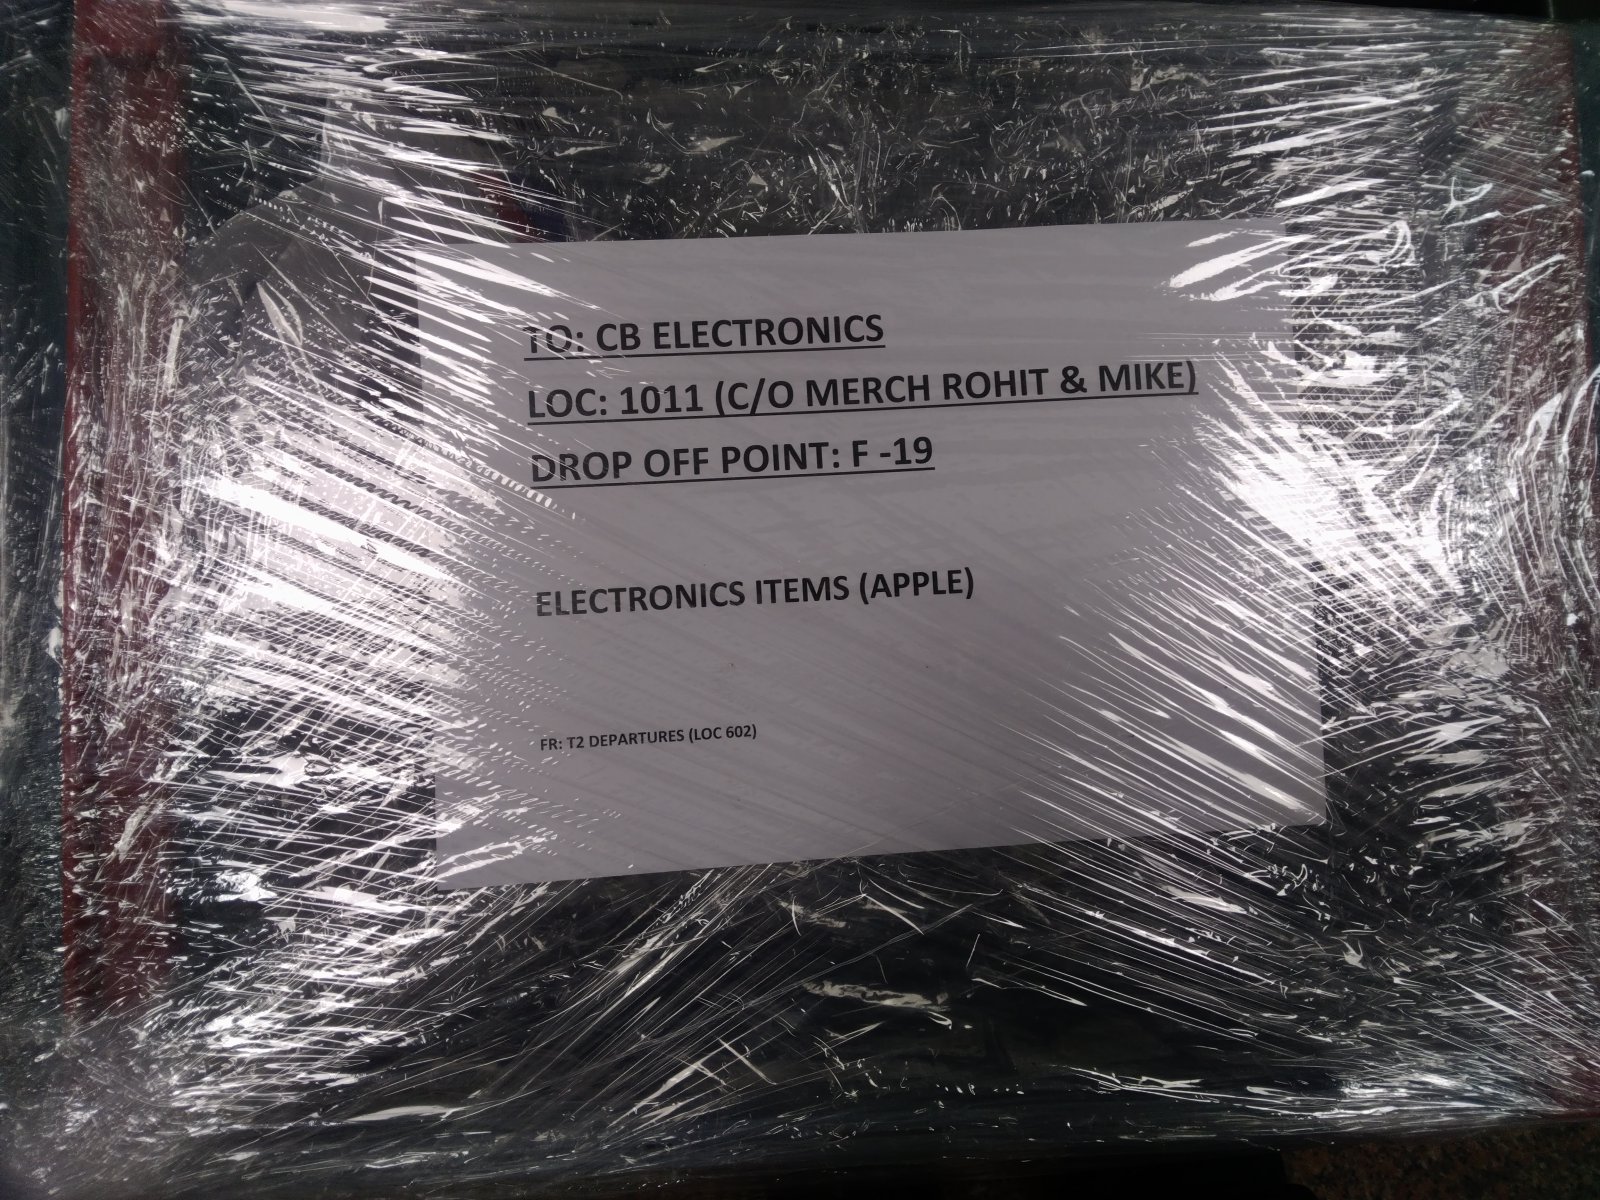 TO: CB ELECTRONICS
LOC: 1011 (C/O MERCH ROHIT & MIKE)
DROP OFF POINT: F -19
ELECTRONICS ITEMS (APPLE)
FR: T2 DEPARTURES (LOC 602)